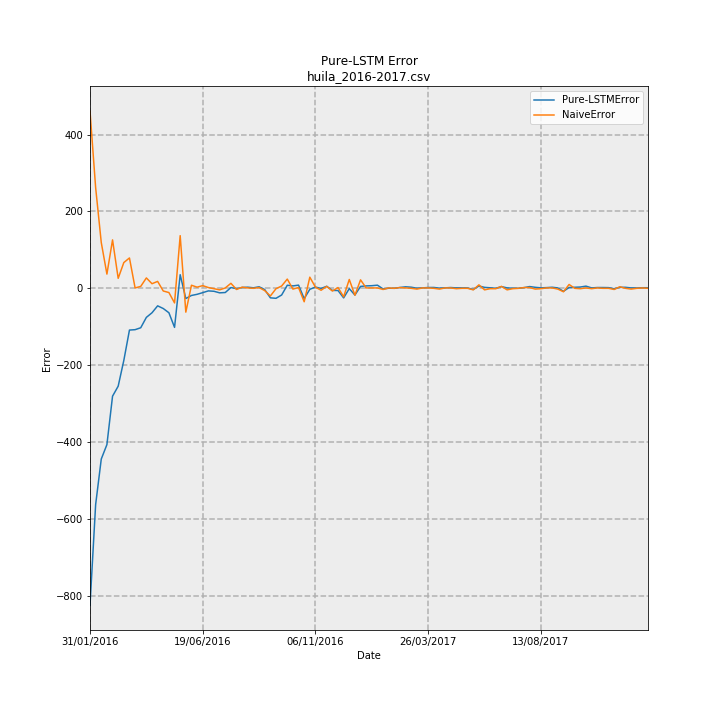 Pure-LSTM Error
huila_2016-2017.csv
Pure-LSTMError
NaiveError
400
200
0
−200
−400
−600
−800
Error
31/01/2016
19/06/2016
06/11/2016
26/03/2017
13/08/2017
Date